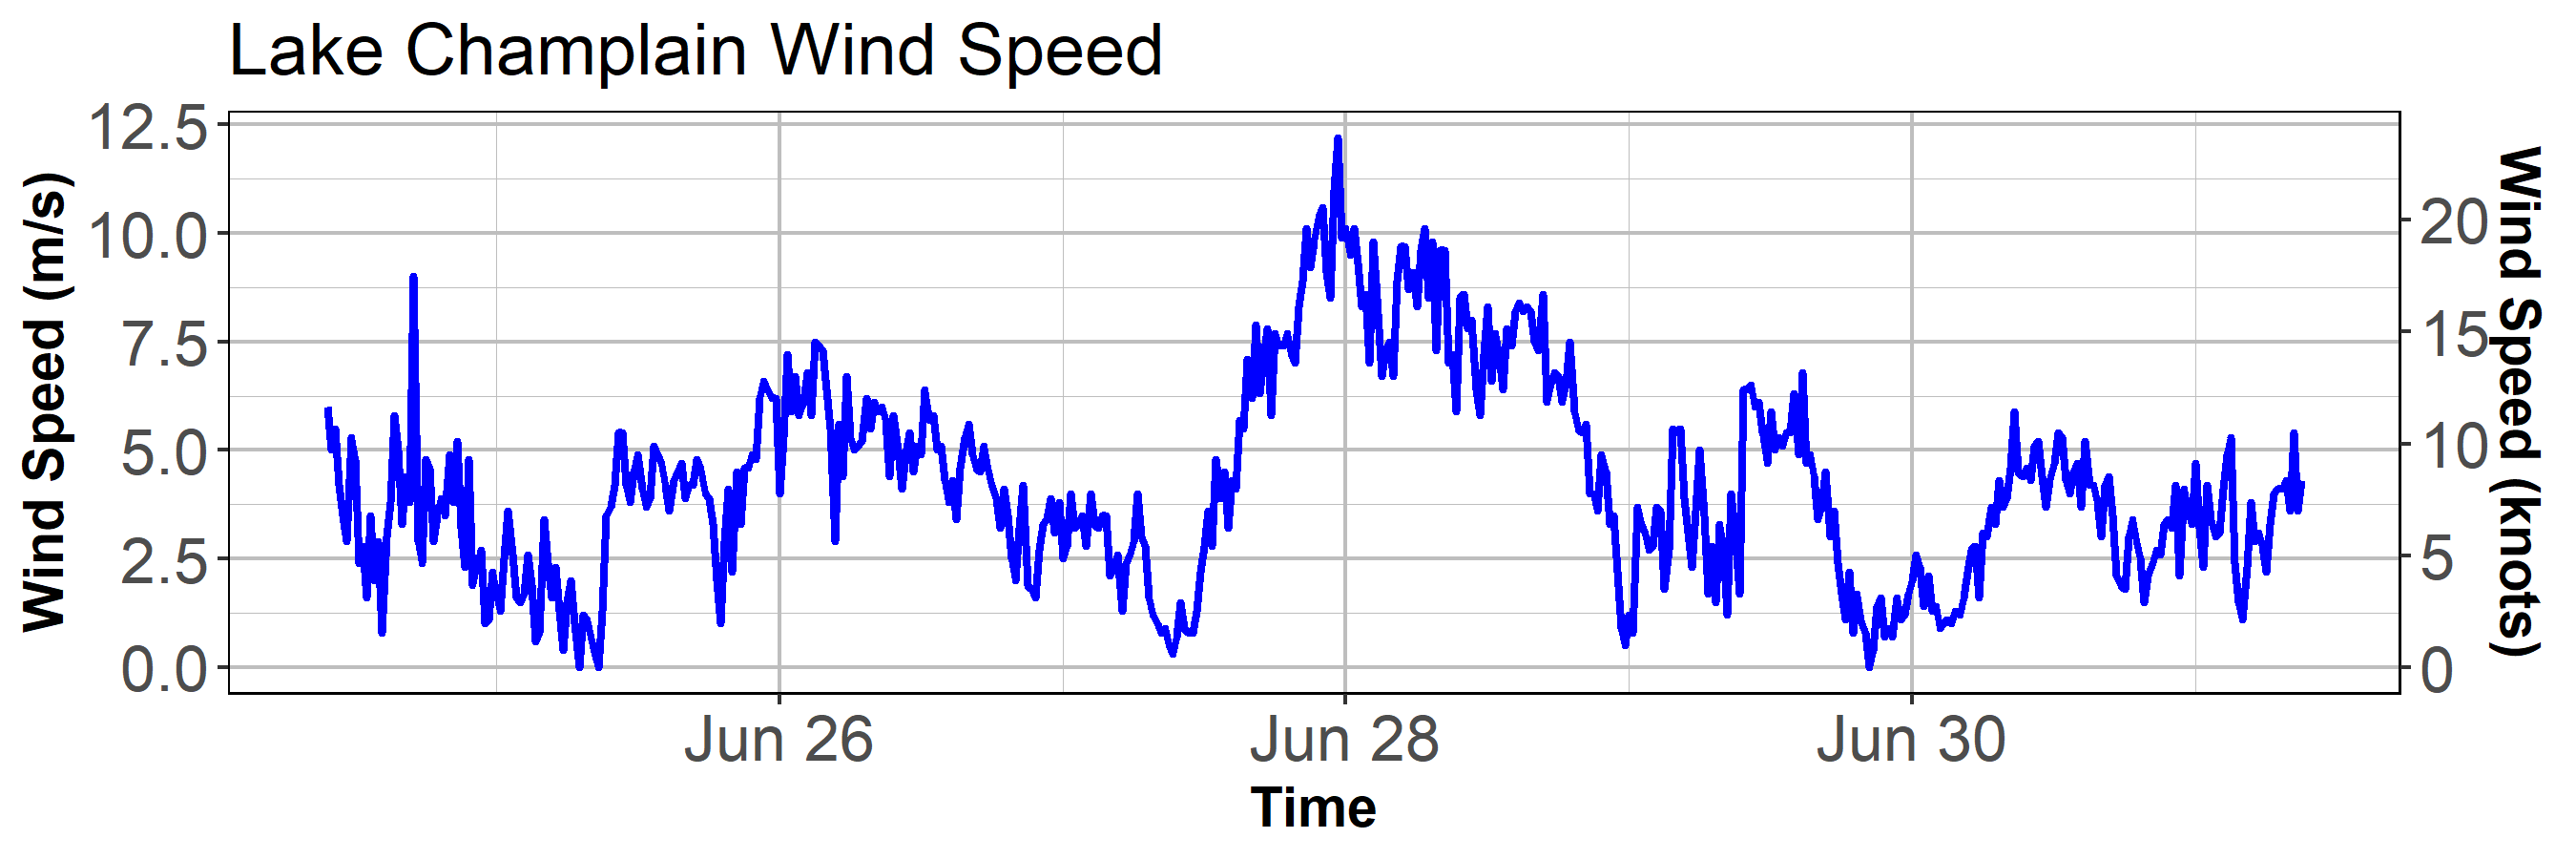 Lake Champlain Wind Speed
12.5
10.0
7.5
5.0
2.5
0.0
Wind Speed (m/s)
20
15
10
5
0
Wind Speed (knots)
Jun 26
Jun 28
Jun 30
Time